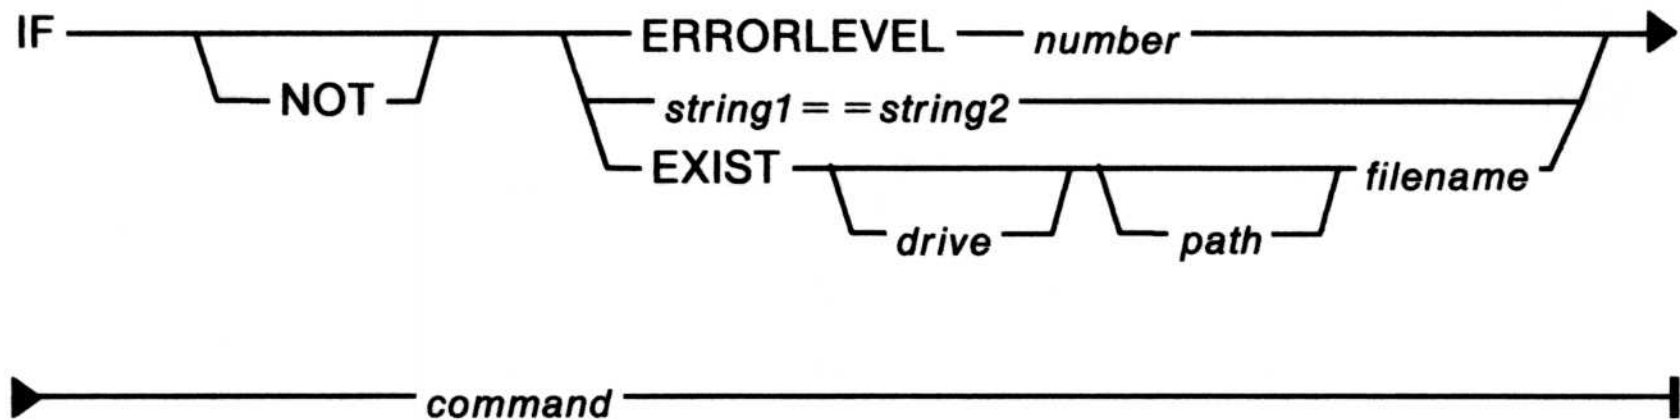 IF ERRORLEVEL number
NOT string1 = =string2
EXIST filename
drive path
command